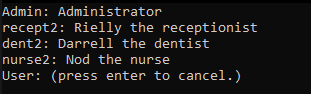 Admin: Administrator
recept2: Rielly the receptionist
dent2: Darrell the dentist
nurse2: Nod the nurse
User: (press enter to cancel.)